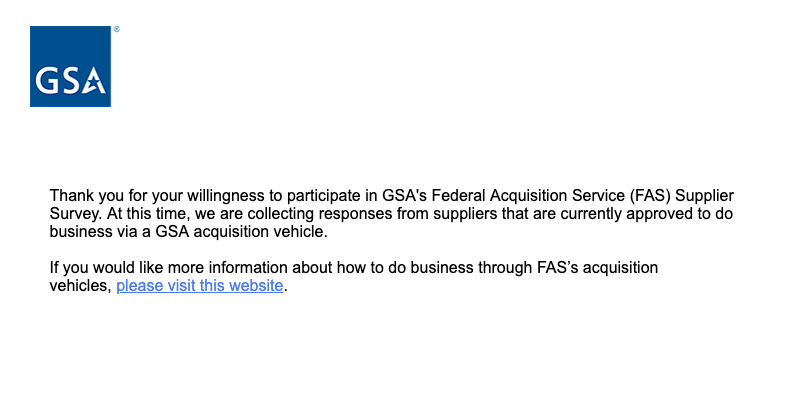 GSA®
Thank you for your willingness to participate in GSA's Federal Acquisition Service (FAS) Supplier
Survey. At this time, we are collecting responses from suppliers that are currently approved to do
business via a GSA acquisition vehicle.
If you would like more information about how to do business through FAS’s acquisition
vehicles, please visit this website.